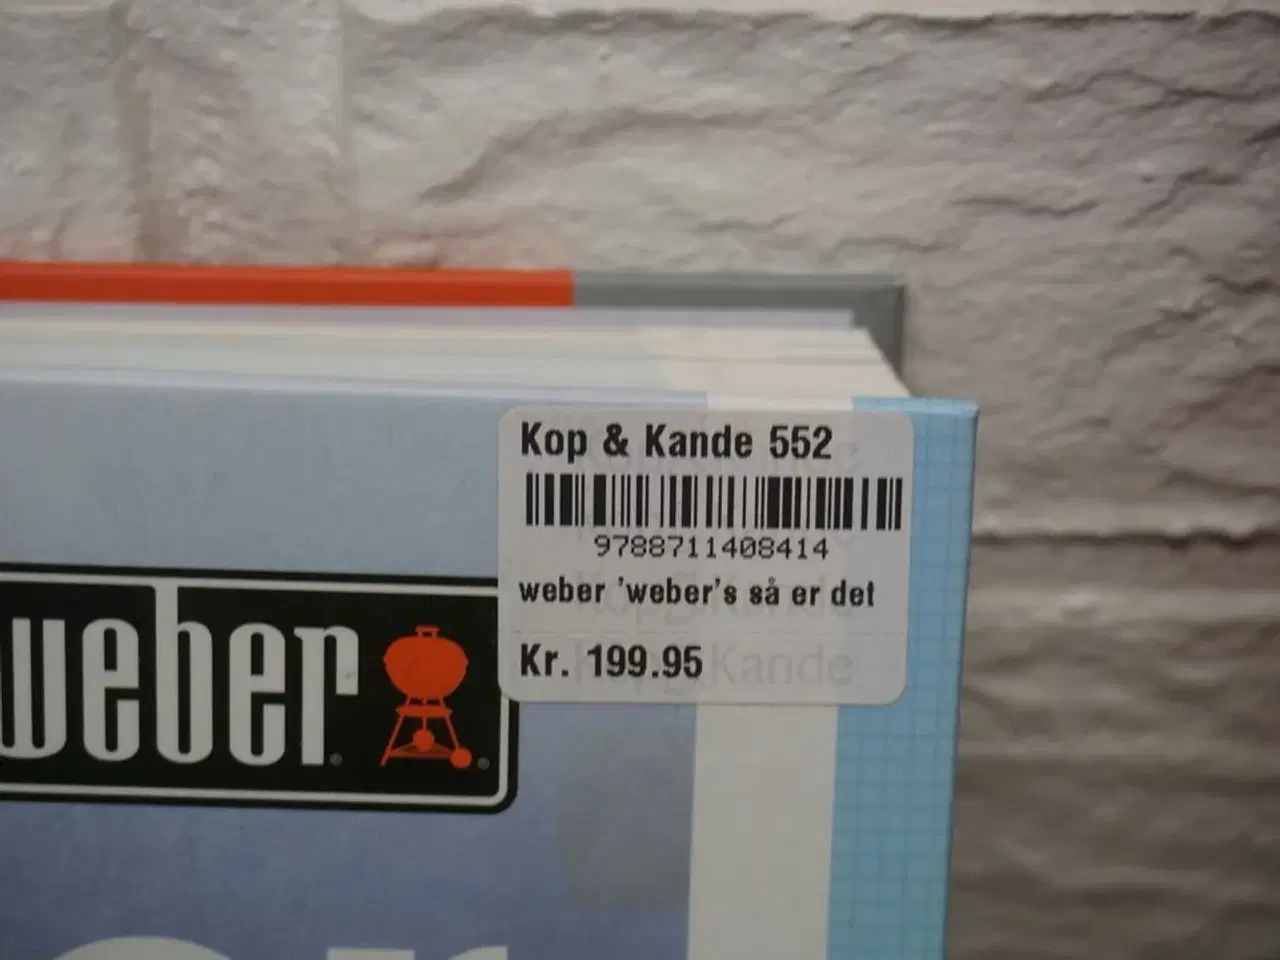 Kop & Kande 552
9788711408414
weber 'weber's så er det
Kr. 199.95
weber